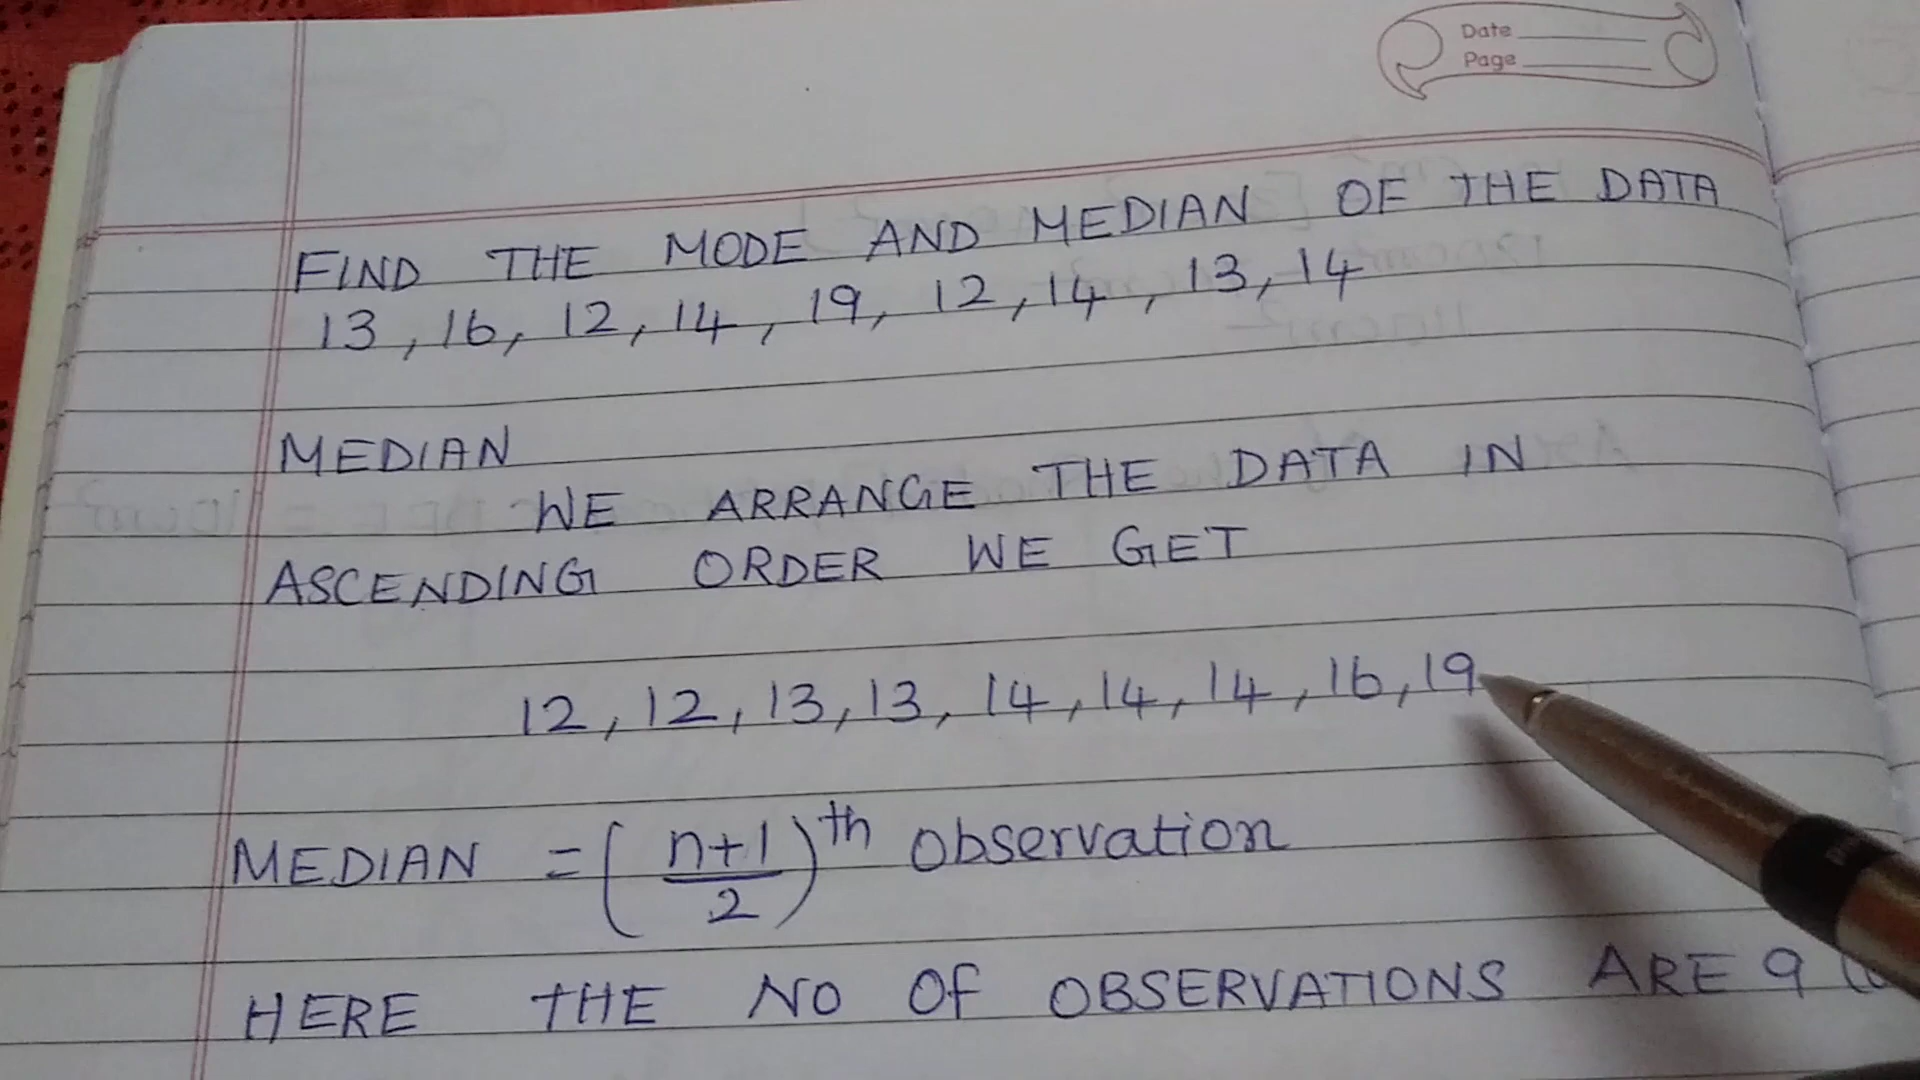 Date
Page
FIND THE MODE AND MEDIAN OF THE DATA
13, 16, 12, 14, 19, 12, 14, 13, 14
MEDIAN
WE ARRANGE THE DATA IN
ASCENDING ORDER WE GET
12, 12, 13, 13, 14, 14, 14, 16, 19
MEDIAN = (n+1/2)th observation
HERE THE NO OF OBSERVATIONS ARE 9